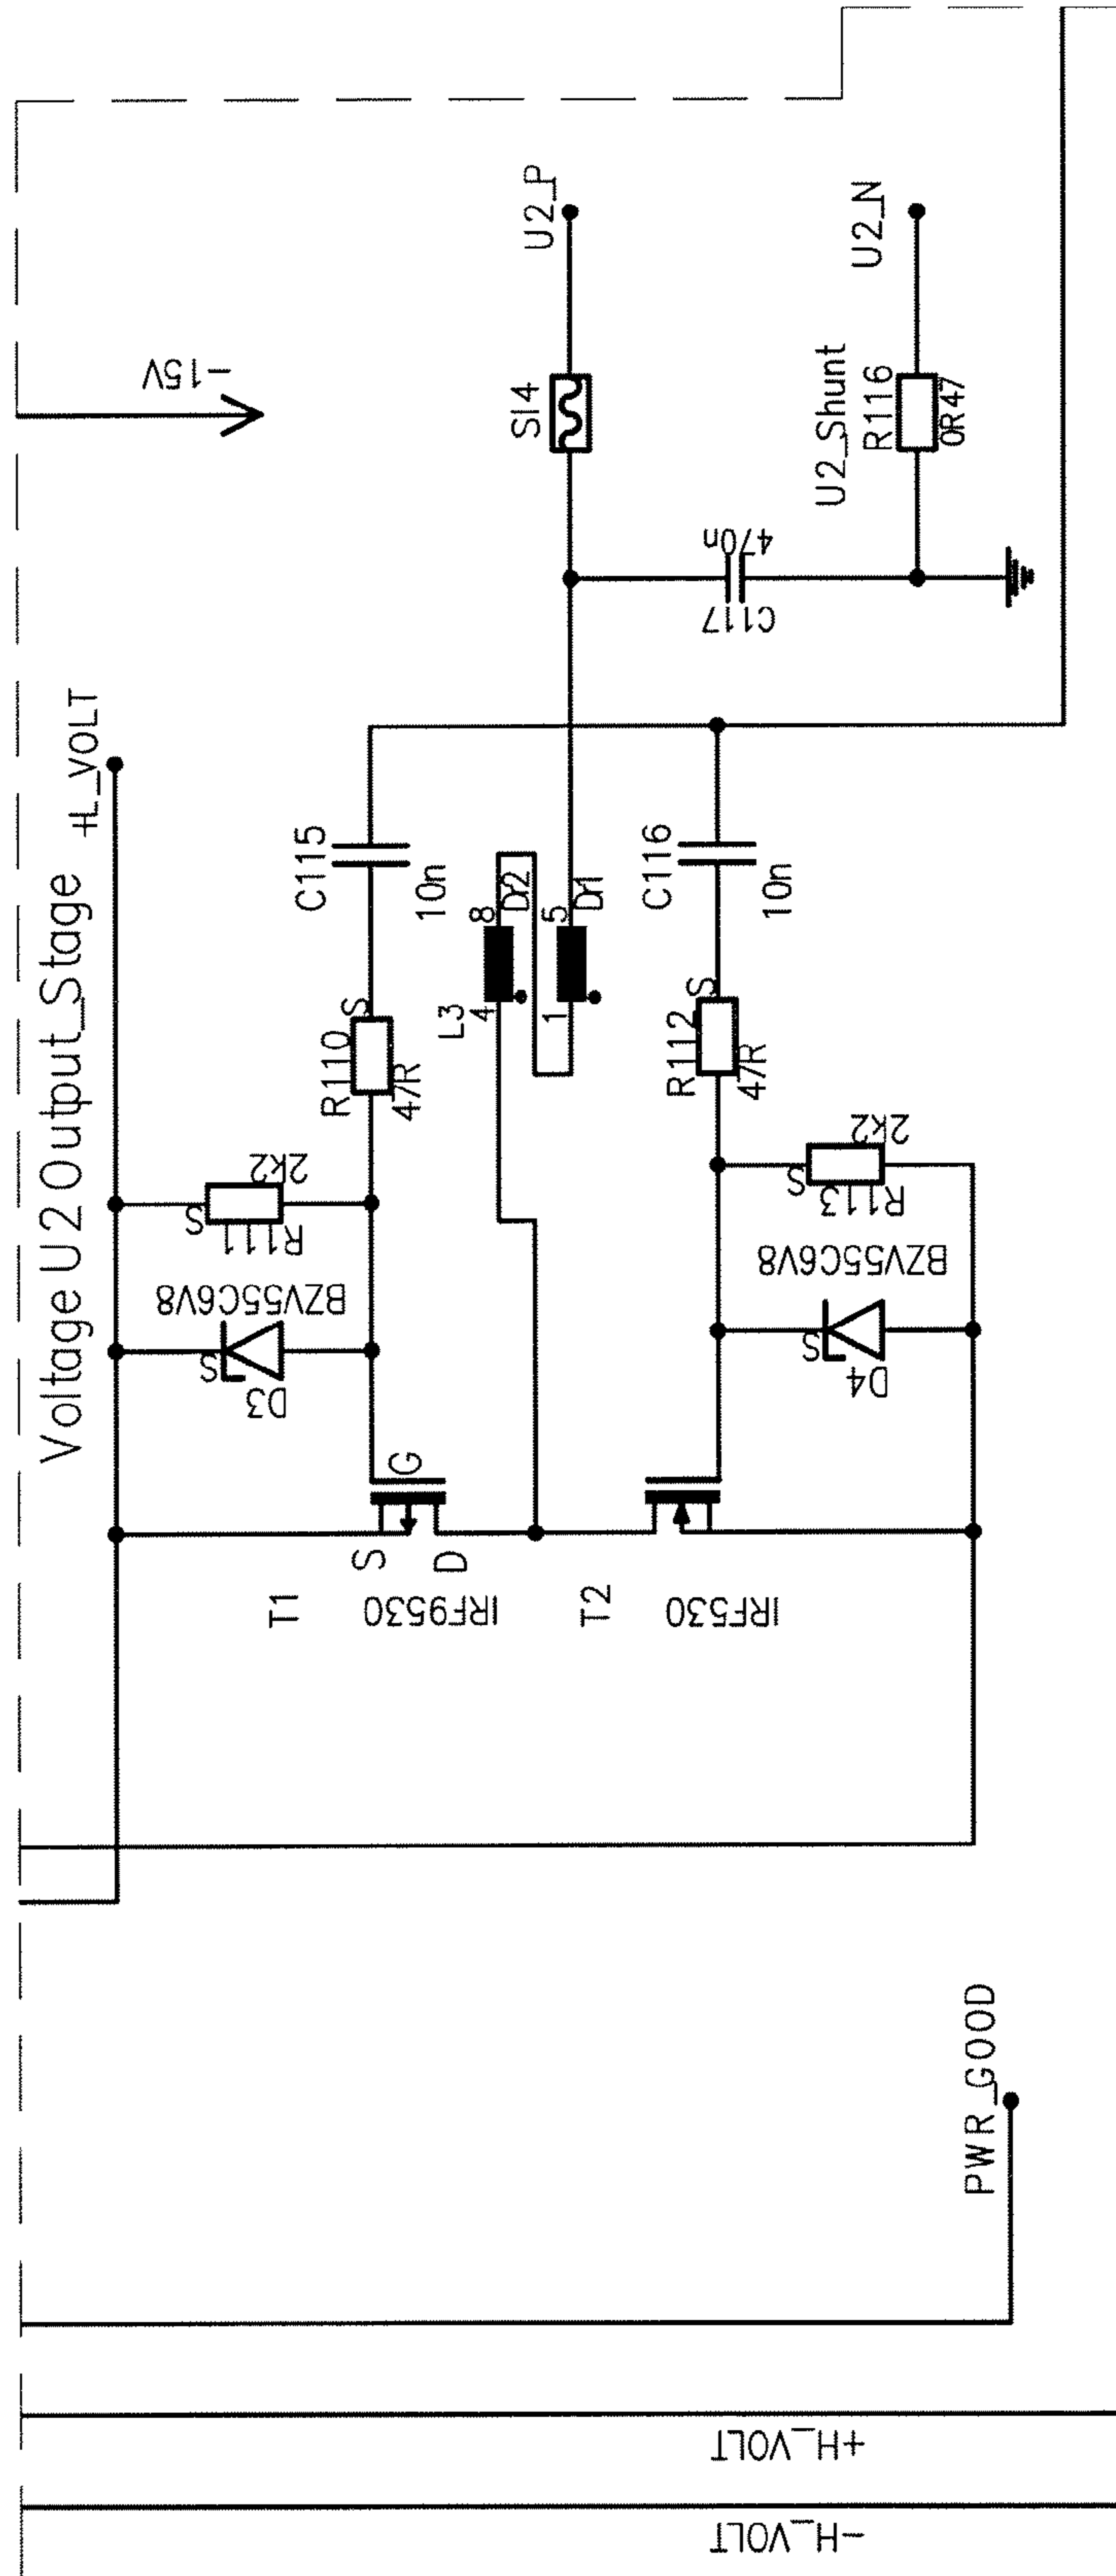 -15V
U2_P
SI4
U2_N
U2_Shunt
R116
0R47
470n
C117
Voltage U2 Output_Stage
+L_VOLT
C115
10n
8
Dr2
L3
4
5
Dr1
1
C116
10n
S
R110
47R
S
R112
47R
2k2
S
R111
BZV55C6V8
S
D3
2k2
S
R113
BZV55C6V8
S
D4
G
S
D
T1
IRF9530
T2
IRF530
PWR_GOOD
+H_VOLT
-H_VOLT